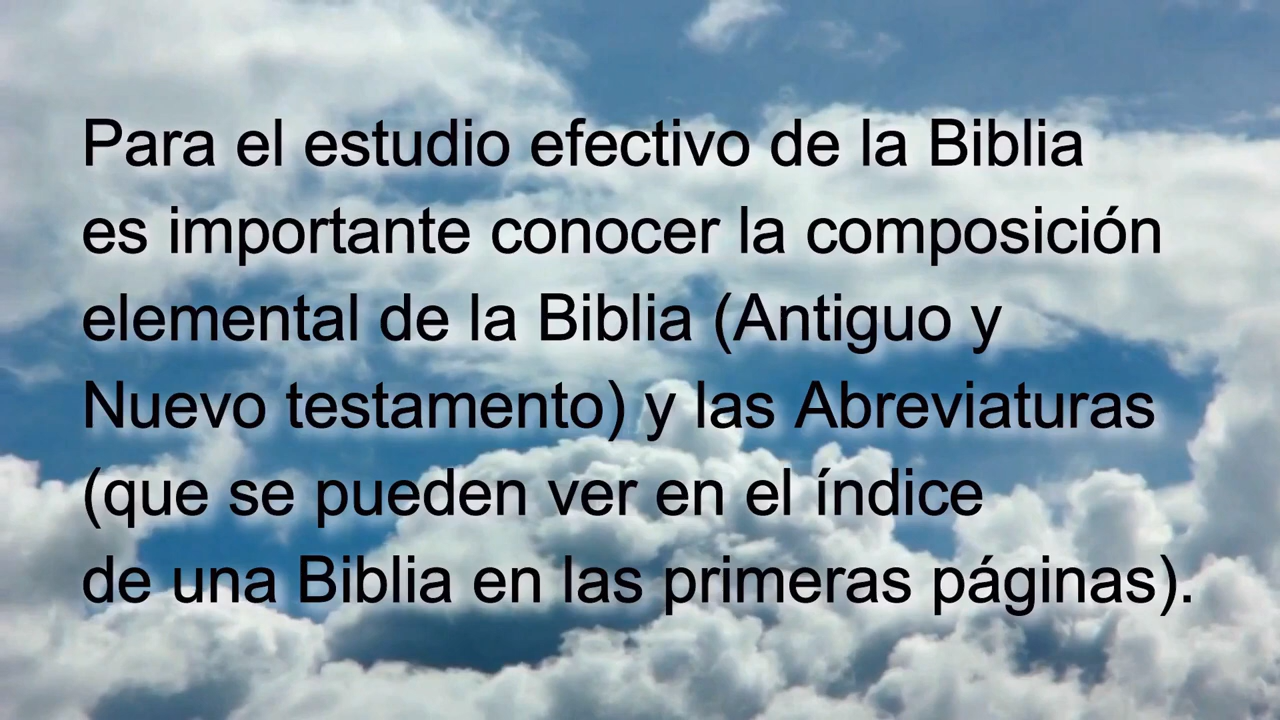 Para el estudio efectivo de la Biblia
es importante conocer la composición
elemental de la Biblia (Antiguo y
Nuevo testamento) y las Abreviaturas
(que se pueden ver en el índice
de una Biblia en las primeras páginas).